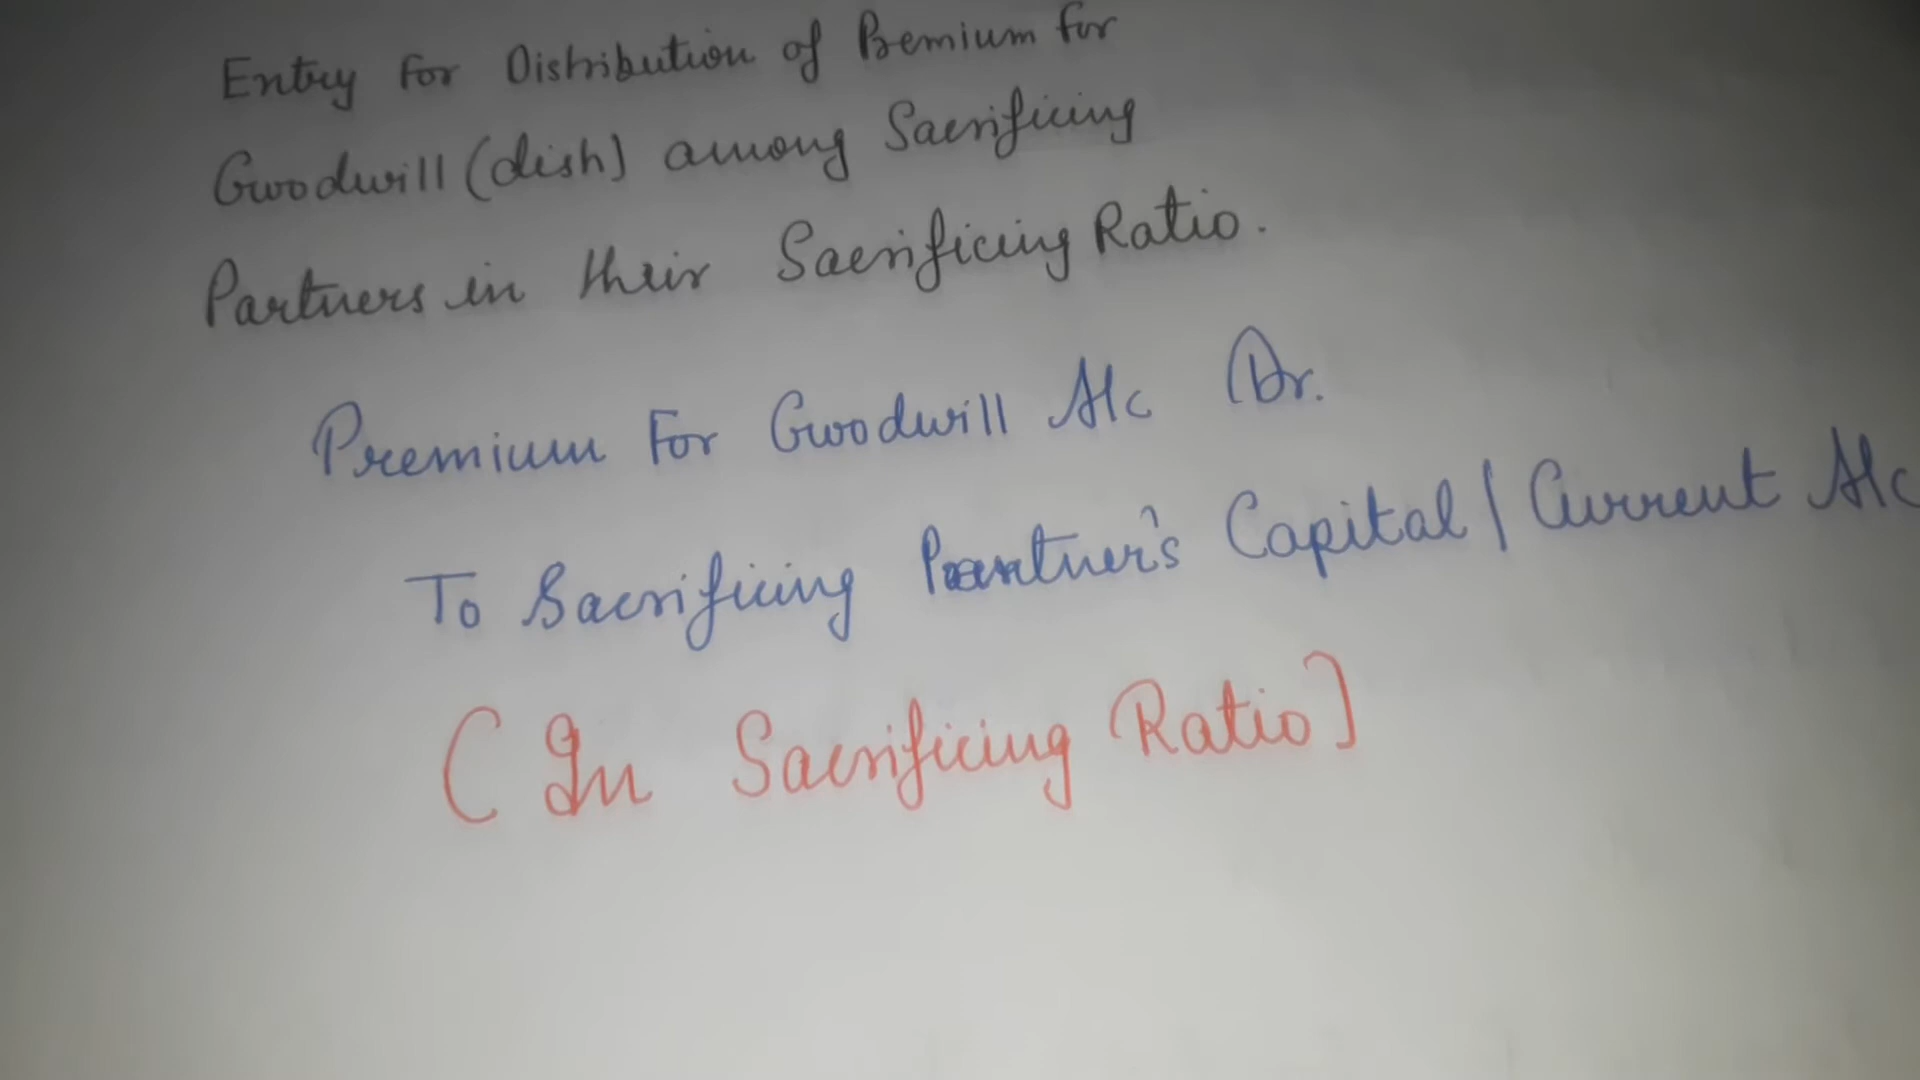 Entry For Distribution of Premium For
Goodwill (dish) among Sacrificing
Partners in their Sacrificing Ratio.
Premium For Goodwill A/c Dr.
To Sacrificing Partner's Capital / Current A/c
( In Sacrificing Ratio ]